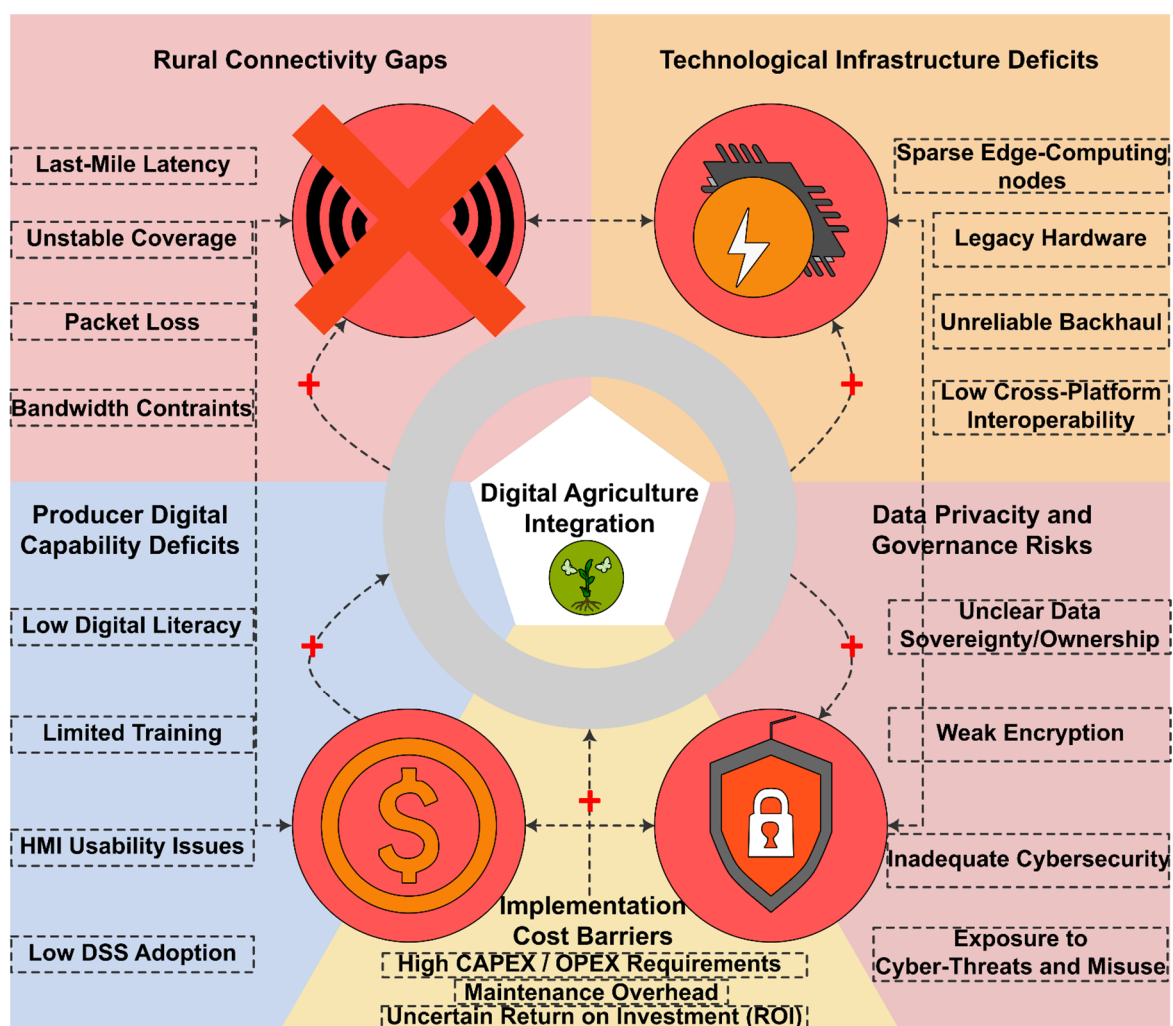 Rural Connectivity Gaps
Last-Mile Latency
Unstable Coverage
Packet Loss
Bandwidth Contraints
Technological Infrastructure Deficits
Sparse Edge-Computing
nodes
Legacy Hardware
Unreliable Backhaul
Low Cross-Platform
Interoperability
Digital Agriculture
Integration
Producer Digital
Capability Deficits
Low Digital Literacy
Limited Training
HMI Usability Issues
Low DSS Adoption
Data Privacity and
Governance Risks
Unclear Data
Sovereignty/Ownership
Weak Encryption
Inadequate Cybersecurity
Exposure to
Cyber-Threats and Misuse
Implementation
Cost Barriers
High CAPEX / OPEX Requirements
Maintenance Overhead
Uncertain Return on Investment (ROI)